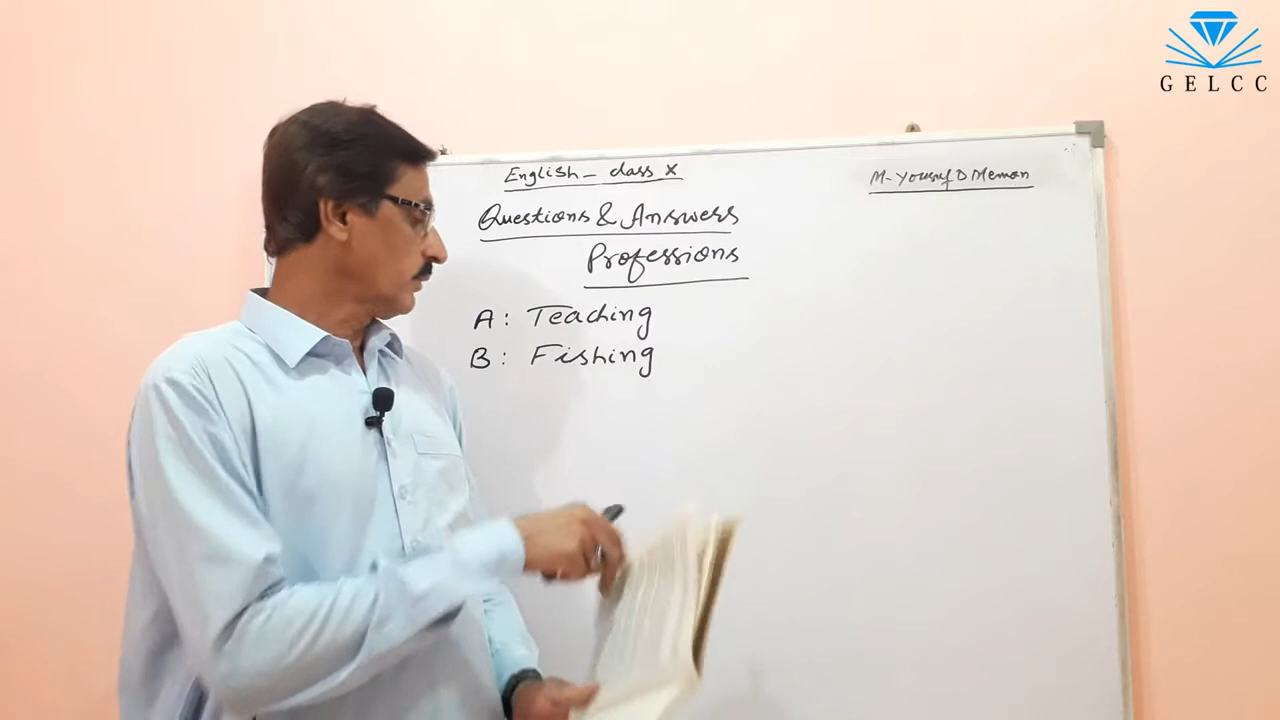 GELCC
English - class X
M. Yousuf D Memon
Questions & Answers
Professions
A: Teaching
B: Fishing